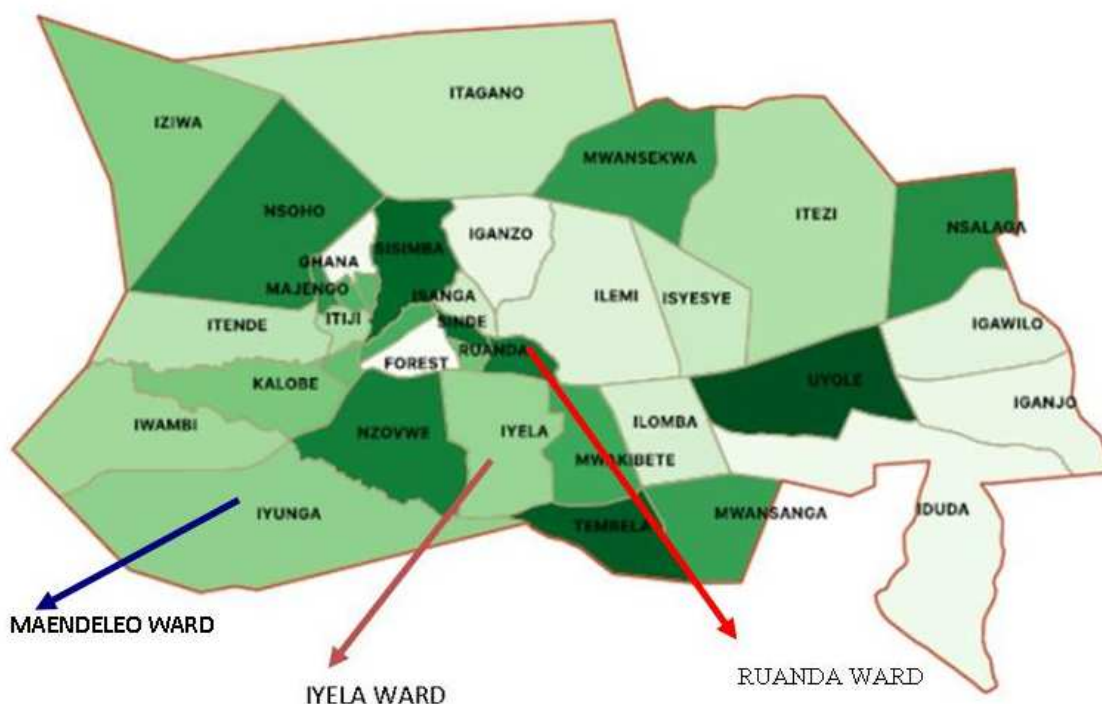 ITAGANO
IZIWA
MWANSEKWA
NSOHO
ITEZI
NSALAGA
IGANZO
SISIMBA
GHANA
MAJENGO
ISANGA
ILEMI
ISYESYE
ITENDE
ITIJI
SINDE
IGAWILO
RUANDA
FOREST
KALOBE
UYOLE
IGANJO
IWAMBI
NZOVWE
IYELA
ILOMBA
MWAKIBETE
IYUNGA
TEMBELA
MWANSANGA
IDUDA
MAENDELEO WARD
IYELA WARD
RUANDA WARD